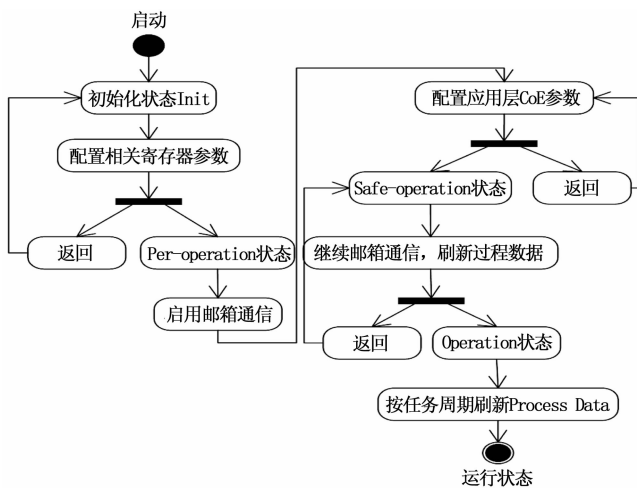 启动
初始化状态Init
配置相关寄存器参数
返回
Per-operation状态
启用邮箱通信
配置应用层CoE参数
Safe-operation状态
返回
继续邮箱通信，刷新过程数据
返回
Operation状态
按任务周期刷新Process Data
运行状态